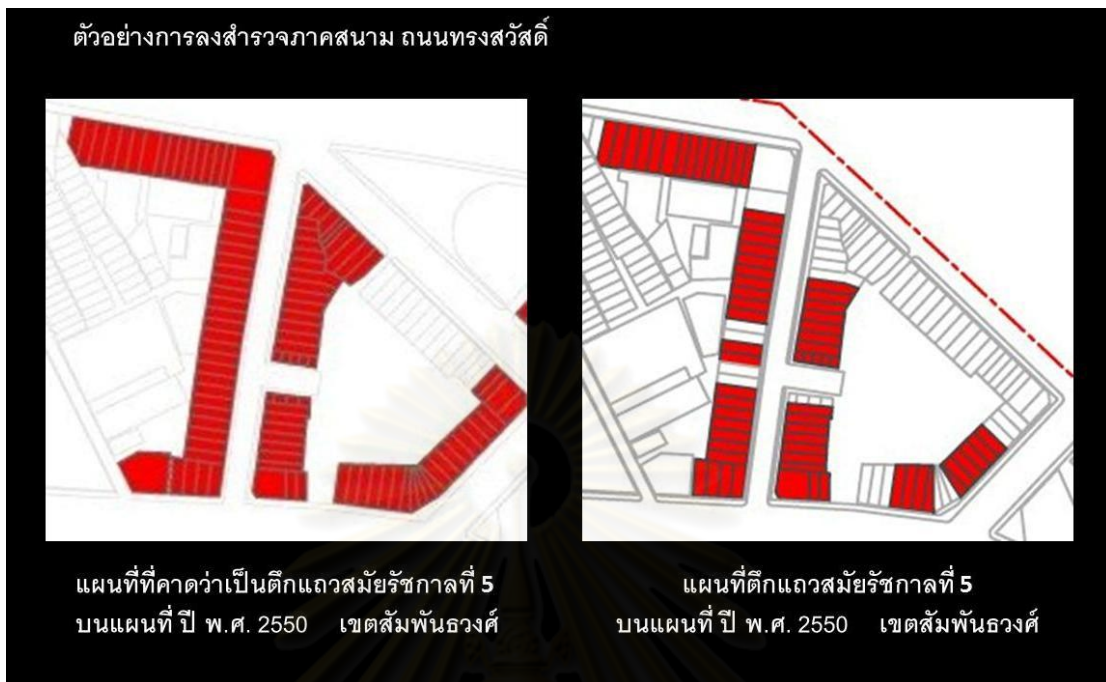 ตัวอย่างการลงสำรวจภาคสนาม ถนนทรงสวัสดิ์
แผนที่ที่คาดว่าเป็นตึกแถวสมัยรัชกาลที่ 5
บนแผนที่ ปี พ.ศ. 2550 เขตสัมพันธวงศ์
แผนที่ตึกแถวสมัยรัชกาลที่ 5
บนแผนที่ ปี พ.ศ. 2550 เขตสัมพันธวงศ์